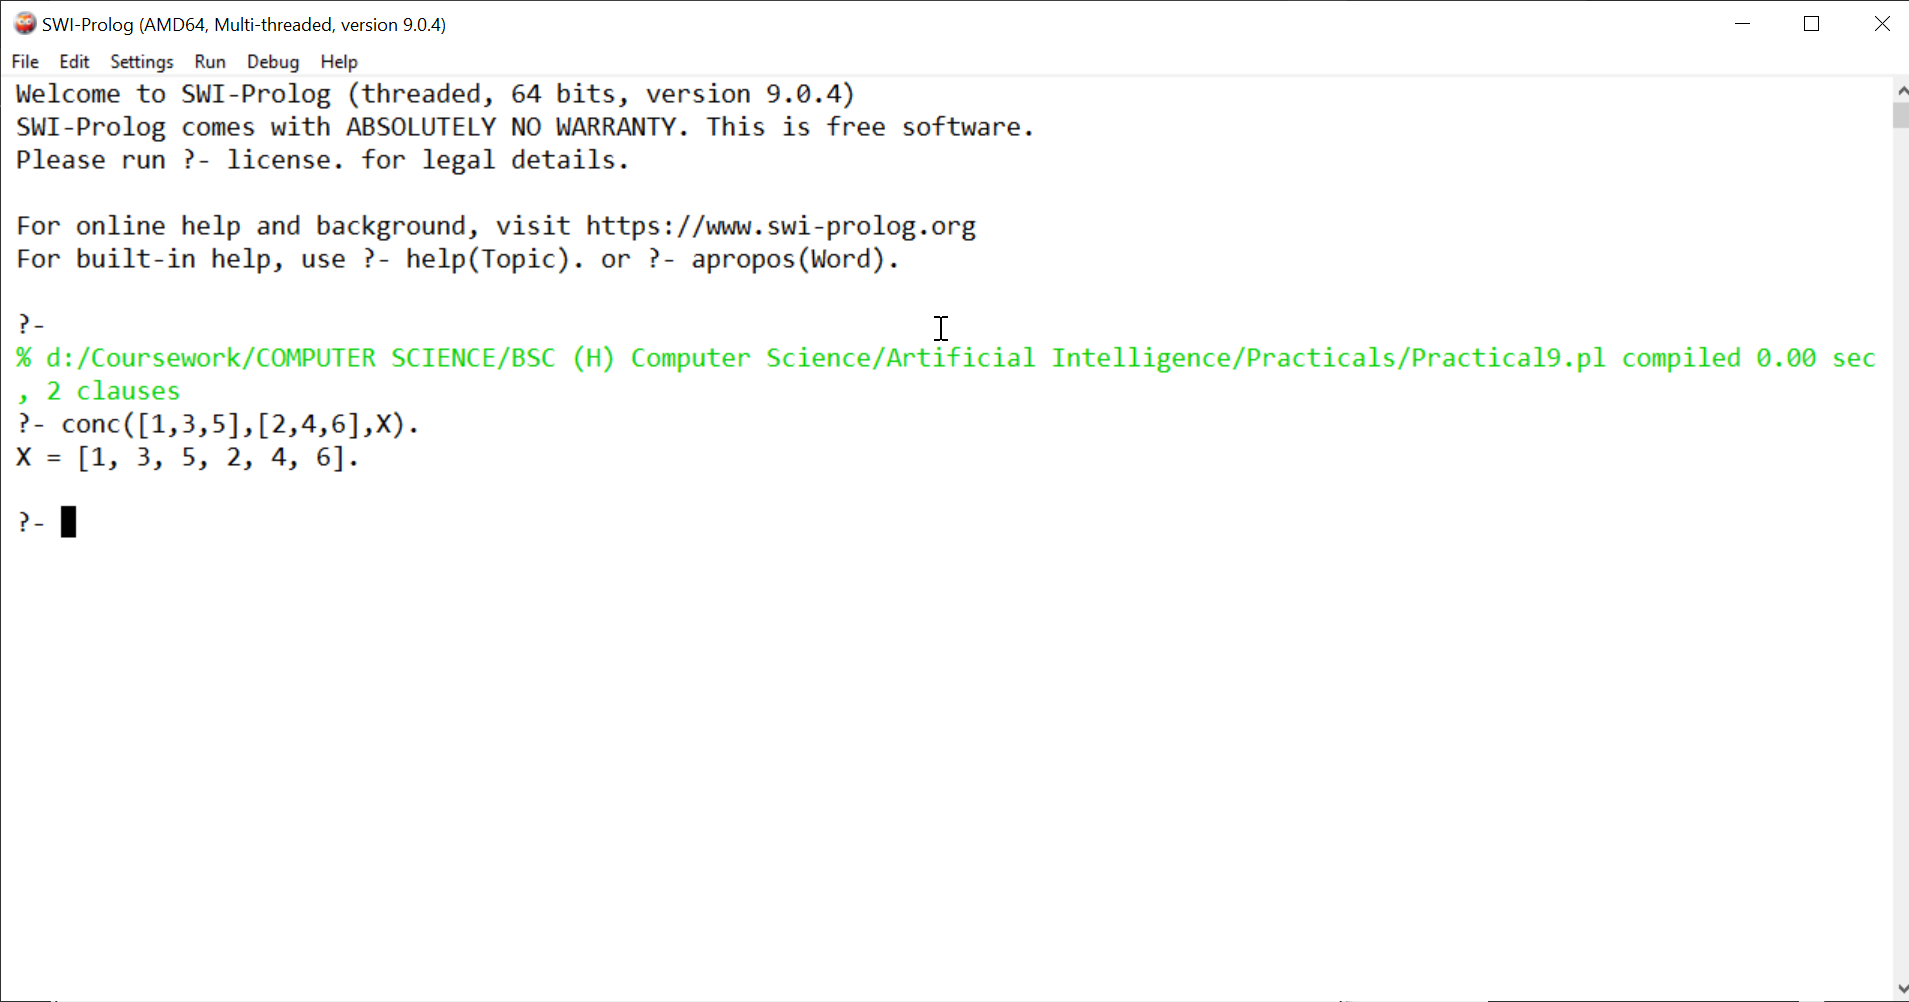 SWI-Prolog (AMD64, Multi-threaded, version 9.0.4)
File Edit Settings Run Debug Help
Welcome to SWI-Prolog (threaded, 64 bits, version 9.0.4)
SWI-Prolog comes with ABSOLUTELY NO WARRANTY. This is free software.
Please run ?- license. for legal details.
For online help and background, visit https://www.swi-prolog.org
For built-in help, use ?- help(Topic). or ?- apropos(Word).
?-
% d:/Coursework/COMPUTER SCIENCE/BSC (H) Computer Science/Artificial Intelligence/Practicals/Practical9.pl compiled 0.00 sec
, 2 clauses
?- conc([1,3,5],[2,4,6],X).
X = [1, 3, 5, 2, 4, 6].
?-